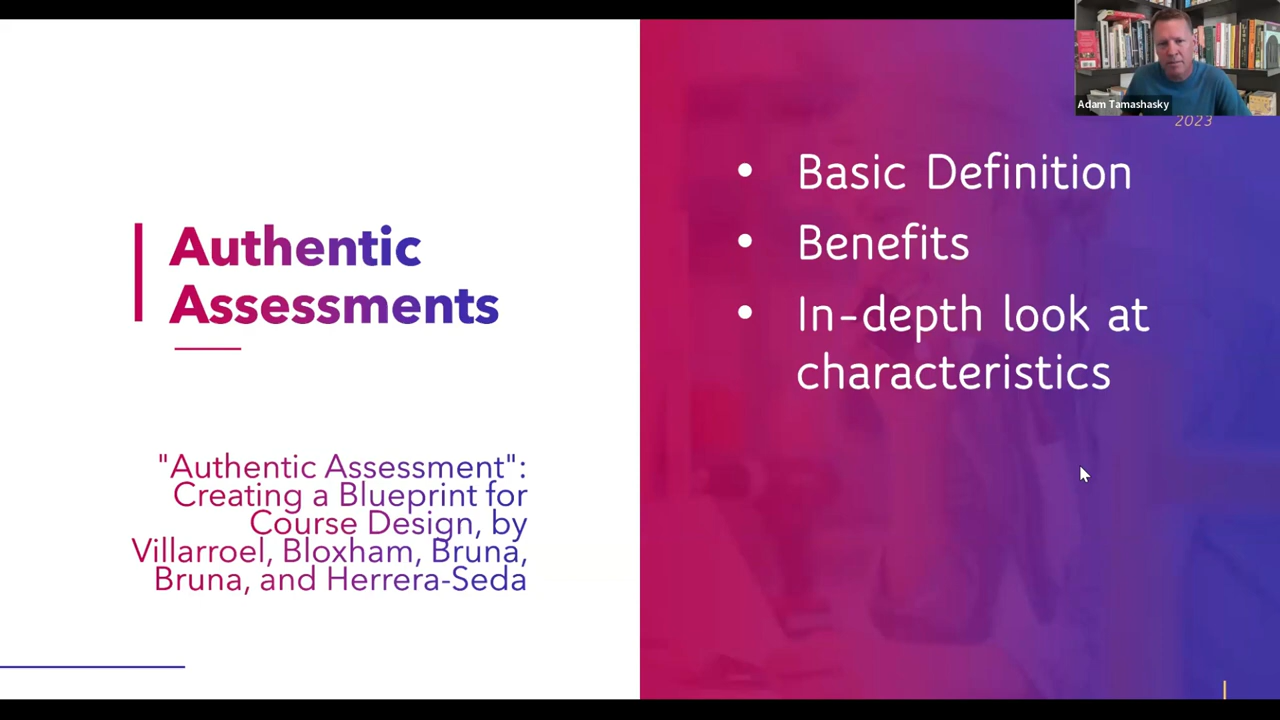 Authentic
Assessments
"Authentic Assessment":
Creating a Blueprint for
Course Design, by
Villarroel, Bloxham, Bruna,
Bruna, and Herrera-Seda
Adam Tamashasky
2023
• Basic Definition
• Benefits
• In-depth look at
characteristics